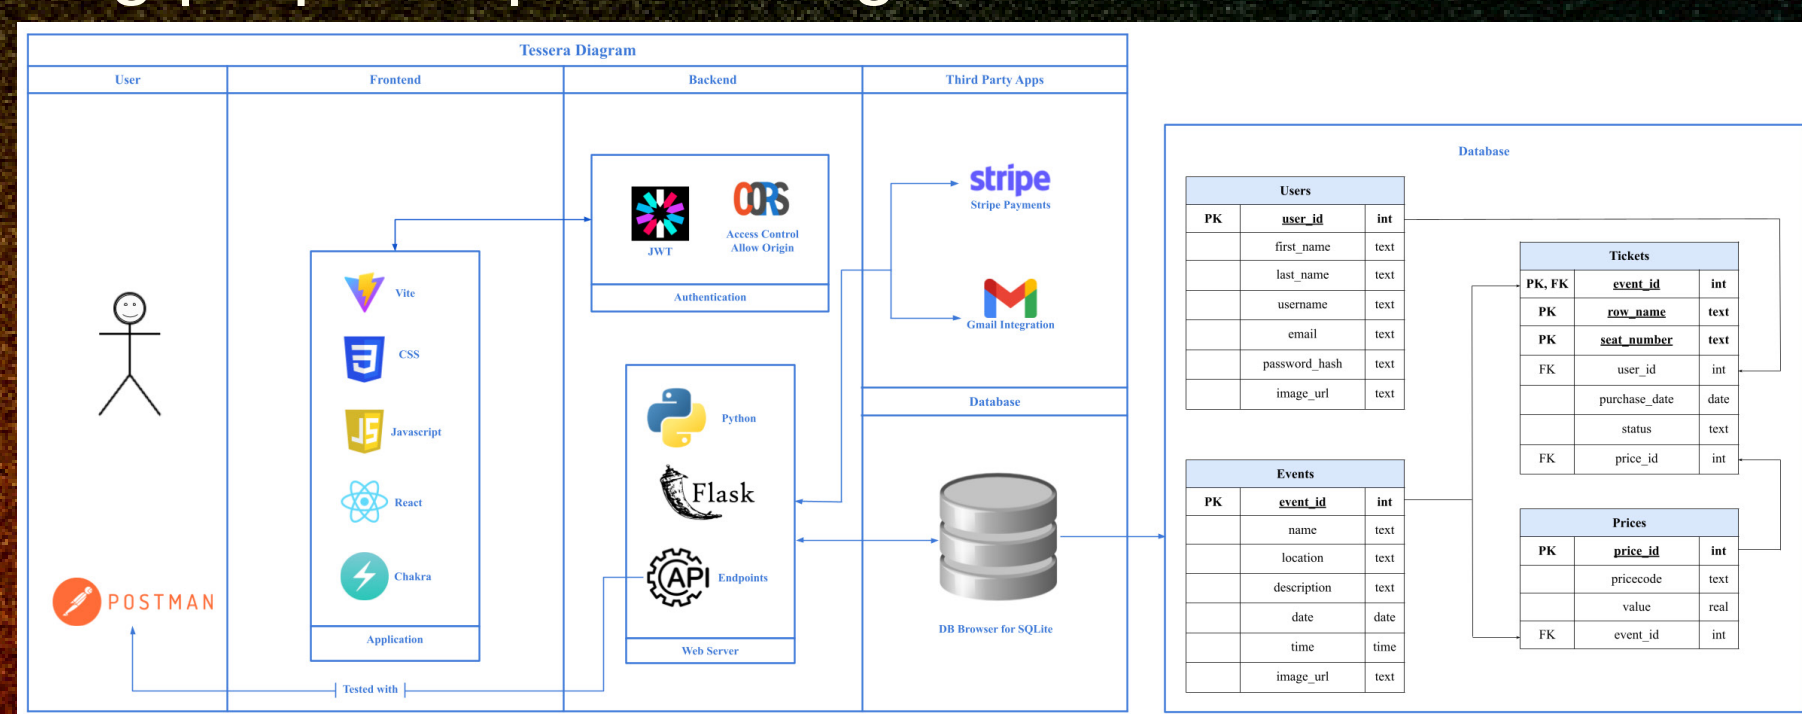 Tessera Diagram
User
Frontend
Backend
Third Party Apps
POSTMAN
Vite
CSS
Javascript
JS
React
Chakra
Application
Tested with
JWT
CORS
Access Control
Allow Origin
Authentication
Python
Flask
API
Endpoints
Web Server
stripe
Stripe Payments
Gmail Integration
Database
DB Browser for SQLite
Database
Users
PK user_id int
first_name text
last_name text
username text
email text
password_hash text
image_url text
Events
PK event_id int
name text
location text
description text
date date
time time
image_url text
Tickets
PK, FK event_id int
PK row_name text
PK seat_number text
FK user_id int
purchase_date date
status text
FK price_id int
Prices
PK price_id int
pricecode text
value real
FK event_id int